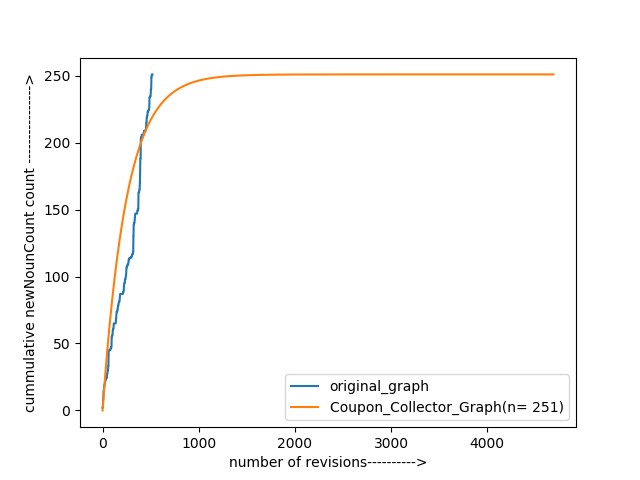 250
200
150
100
50
0
cummulative newNounCount count ---------------->
original_graph
Coupon_Collector_Graph(n= 251)
0 1000 2000 3000 4000
number of revisions---------->